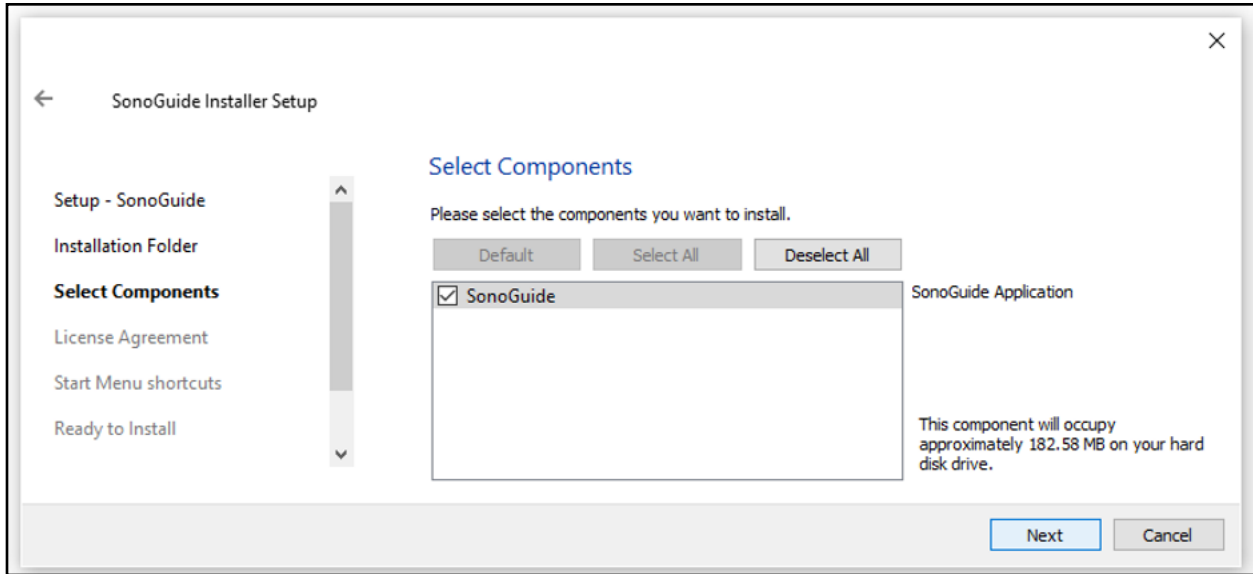 SonoGuide Installer Setup
Setup - SonoGuide
Installation Folder
Select Components
License Agreement
Start Menu shortcuts
Ready to Install
Select Components
Please select the components you want to install.
Default Select All Deselect All
SonoGuide
SonoGuide Application
This component will occupy
approximately 182.58 MB on your hard
disk drive.
Next Cancel